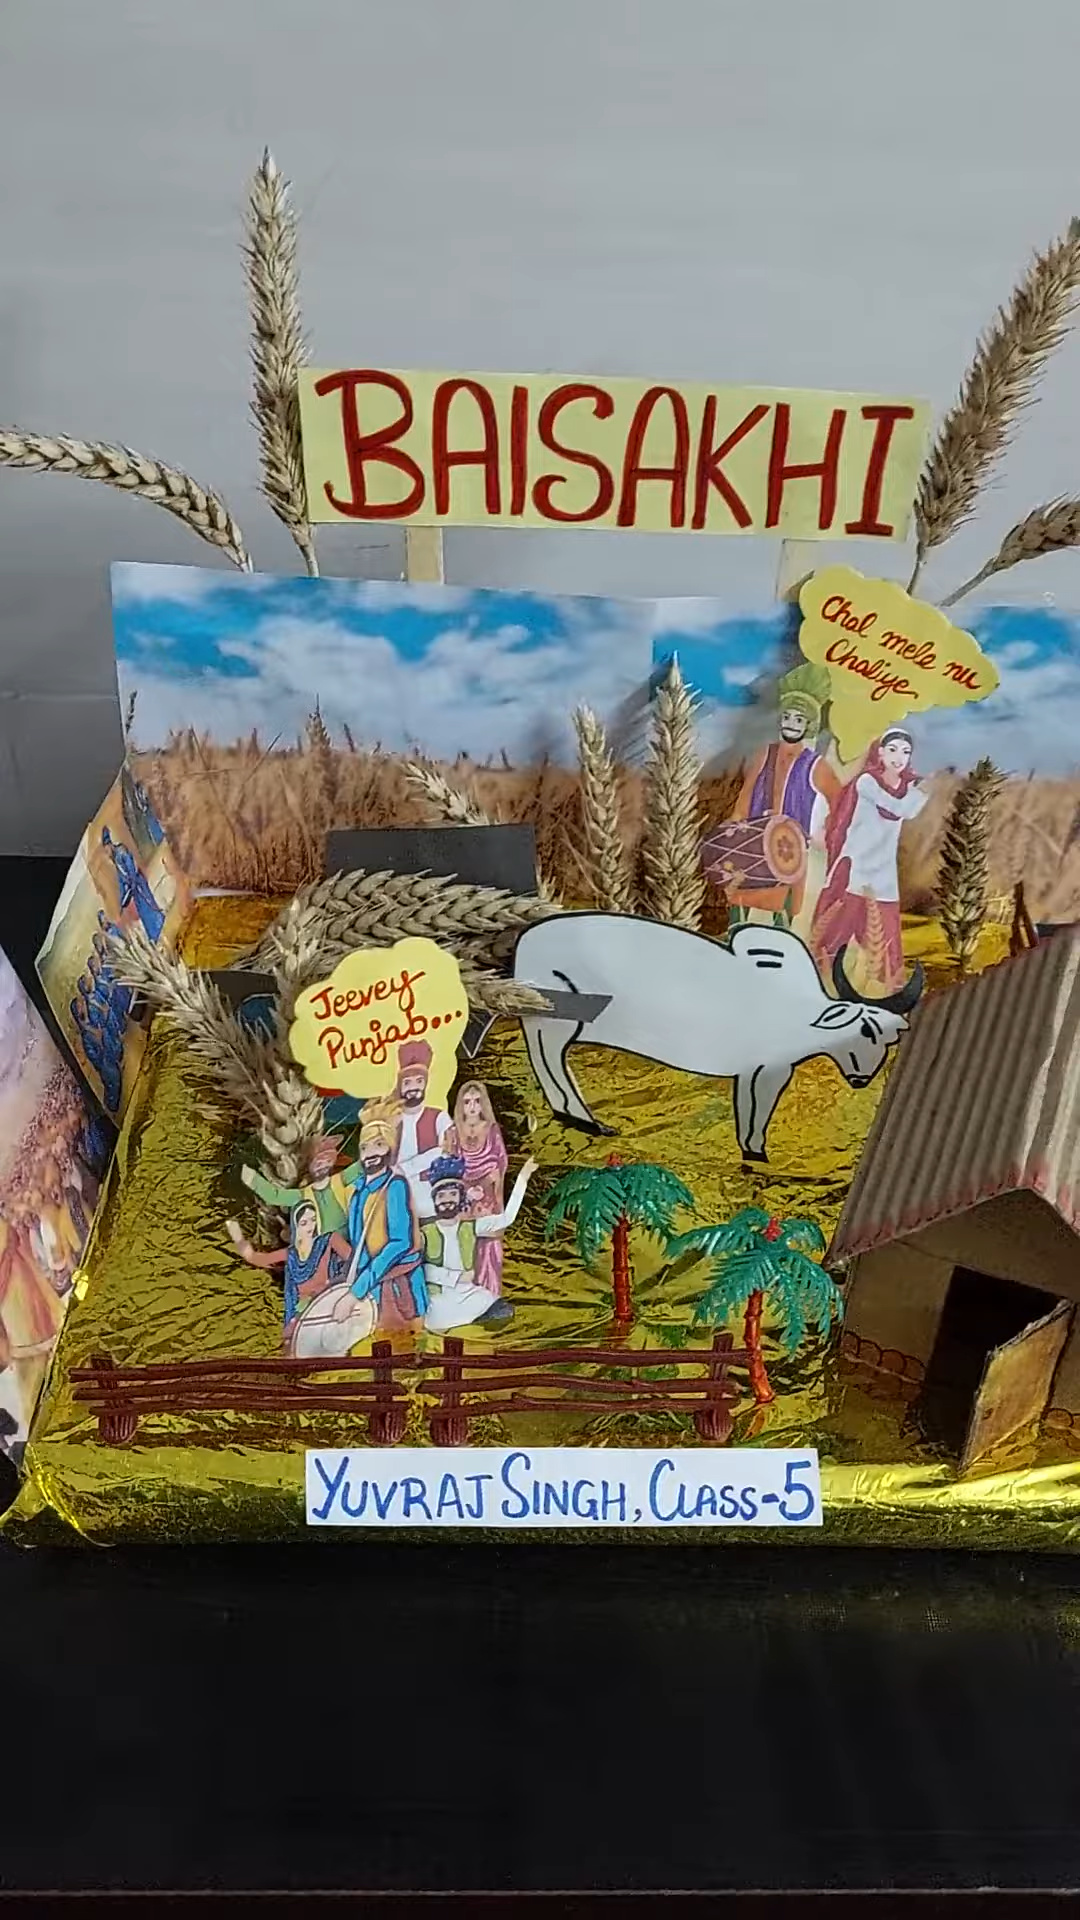 BAISAKHI
Chal mele nu
Chaliye
Jeevey
Punjab...
YUVRAJ SINGH, CLASS-5